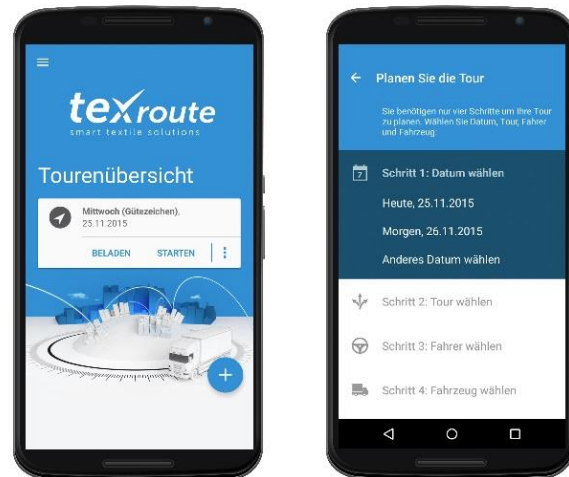 texroute
smart textile solutions
Tourenübersicht
Mittwoch (Gütezeichen),
25.11.2015
BELADEN STARTEN
Planen Sie die Tour
Sie benötigen nur vier Schritte um Ihre Tour
zu planen. Wählen Sie Datum, Tour, Fahrer
und Fahrzeug:
7 Schritt 1: Datum wählen
Heute, 25.11.2015
Morgen, 26.11.2015
Anderes Datum wählen
Schritt 2: Tour wählen
Schritt 3: Fahrer wählen
Schritt 4: Fahrzeug wählen